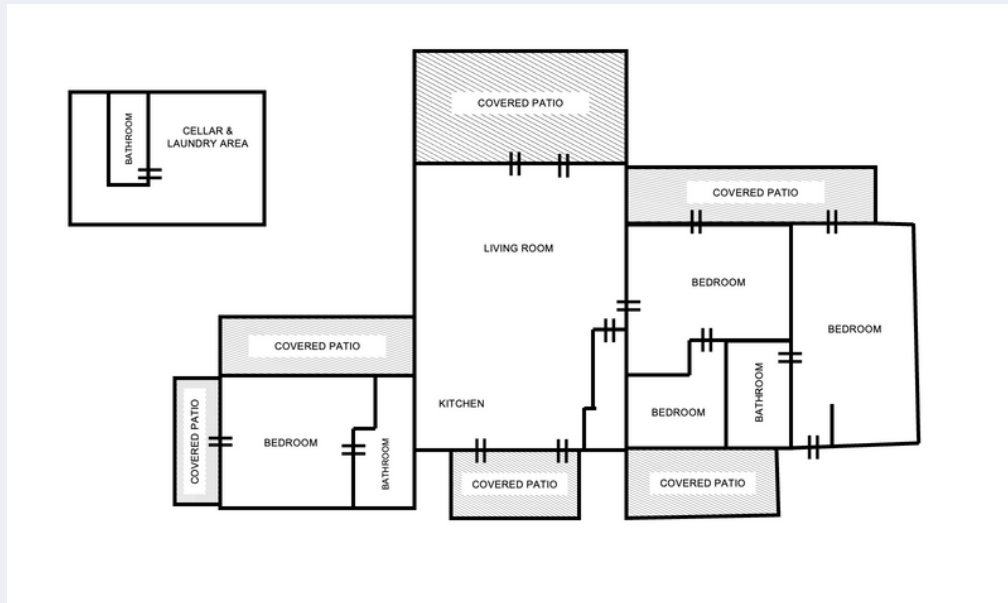 COVERED PATIO
BATHROOM
CELLAR &
LAUNDRY AREA
COVERED PATIO
LIVING ROOM
BEDROOM
BEDROOM
COVERED PATIO
BATHROOM
KITCHEN
BEDROOM
COVERED PATIO
BEDROOM
BATHROOM
COVERED PATIO
COVERED PATIO